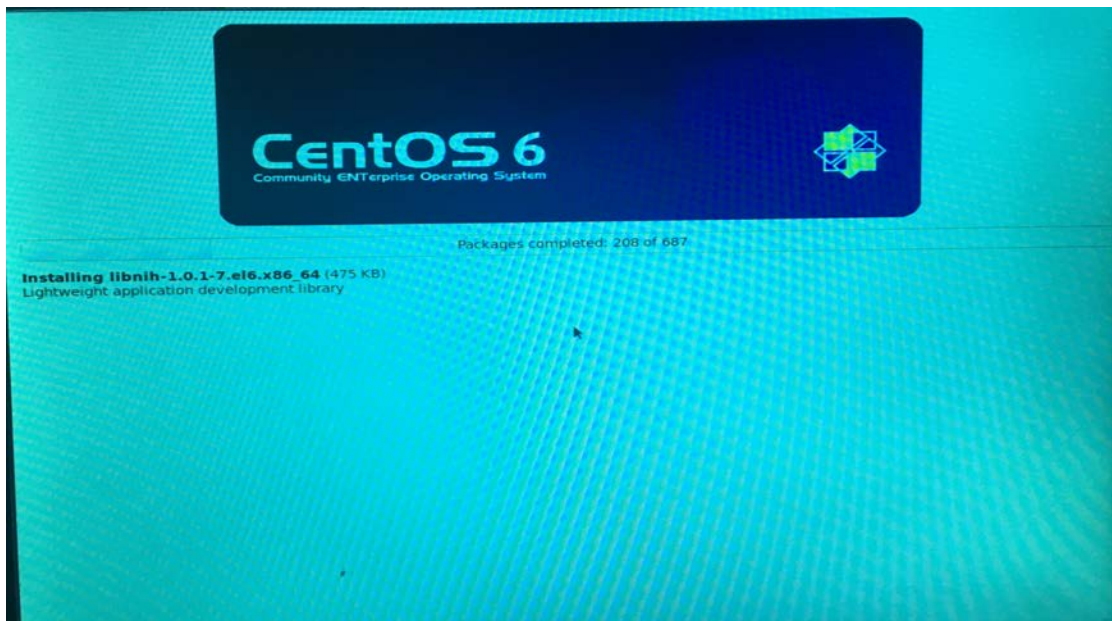 CentOS 6
Community ENTerprise Operating System
Packages completed: 208 of 687
Installing libnih-1.0.1-7.el6.x86_64 (475 KB)
Lightweight application development library